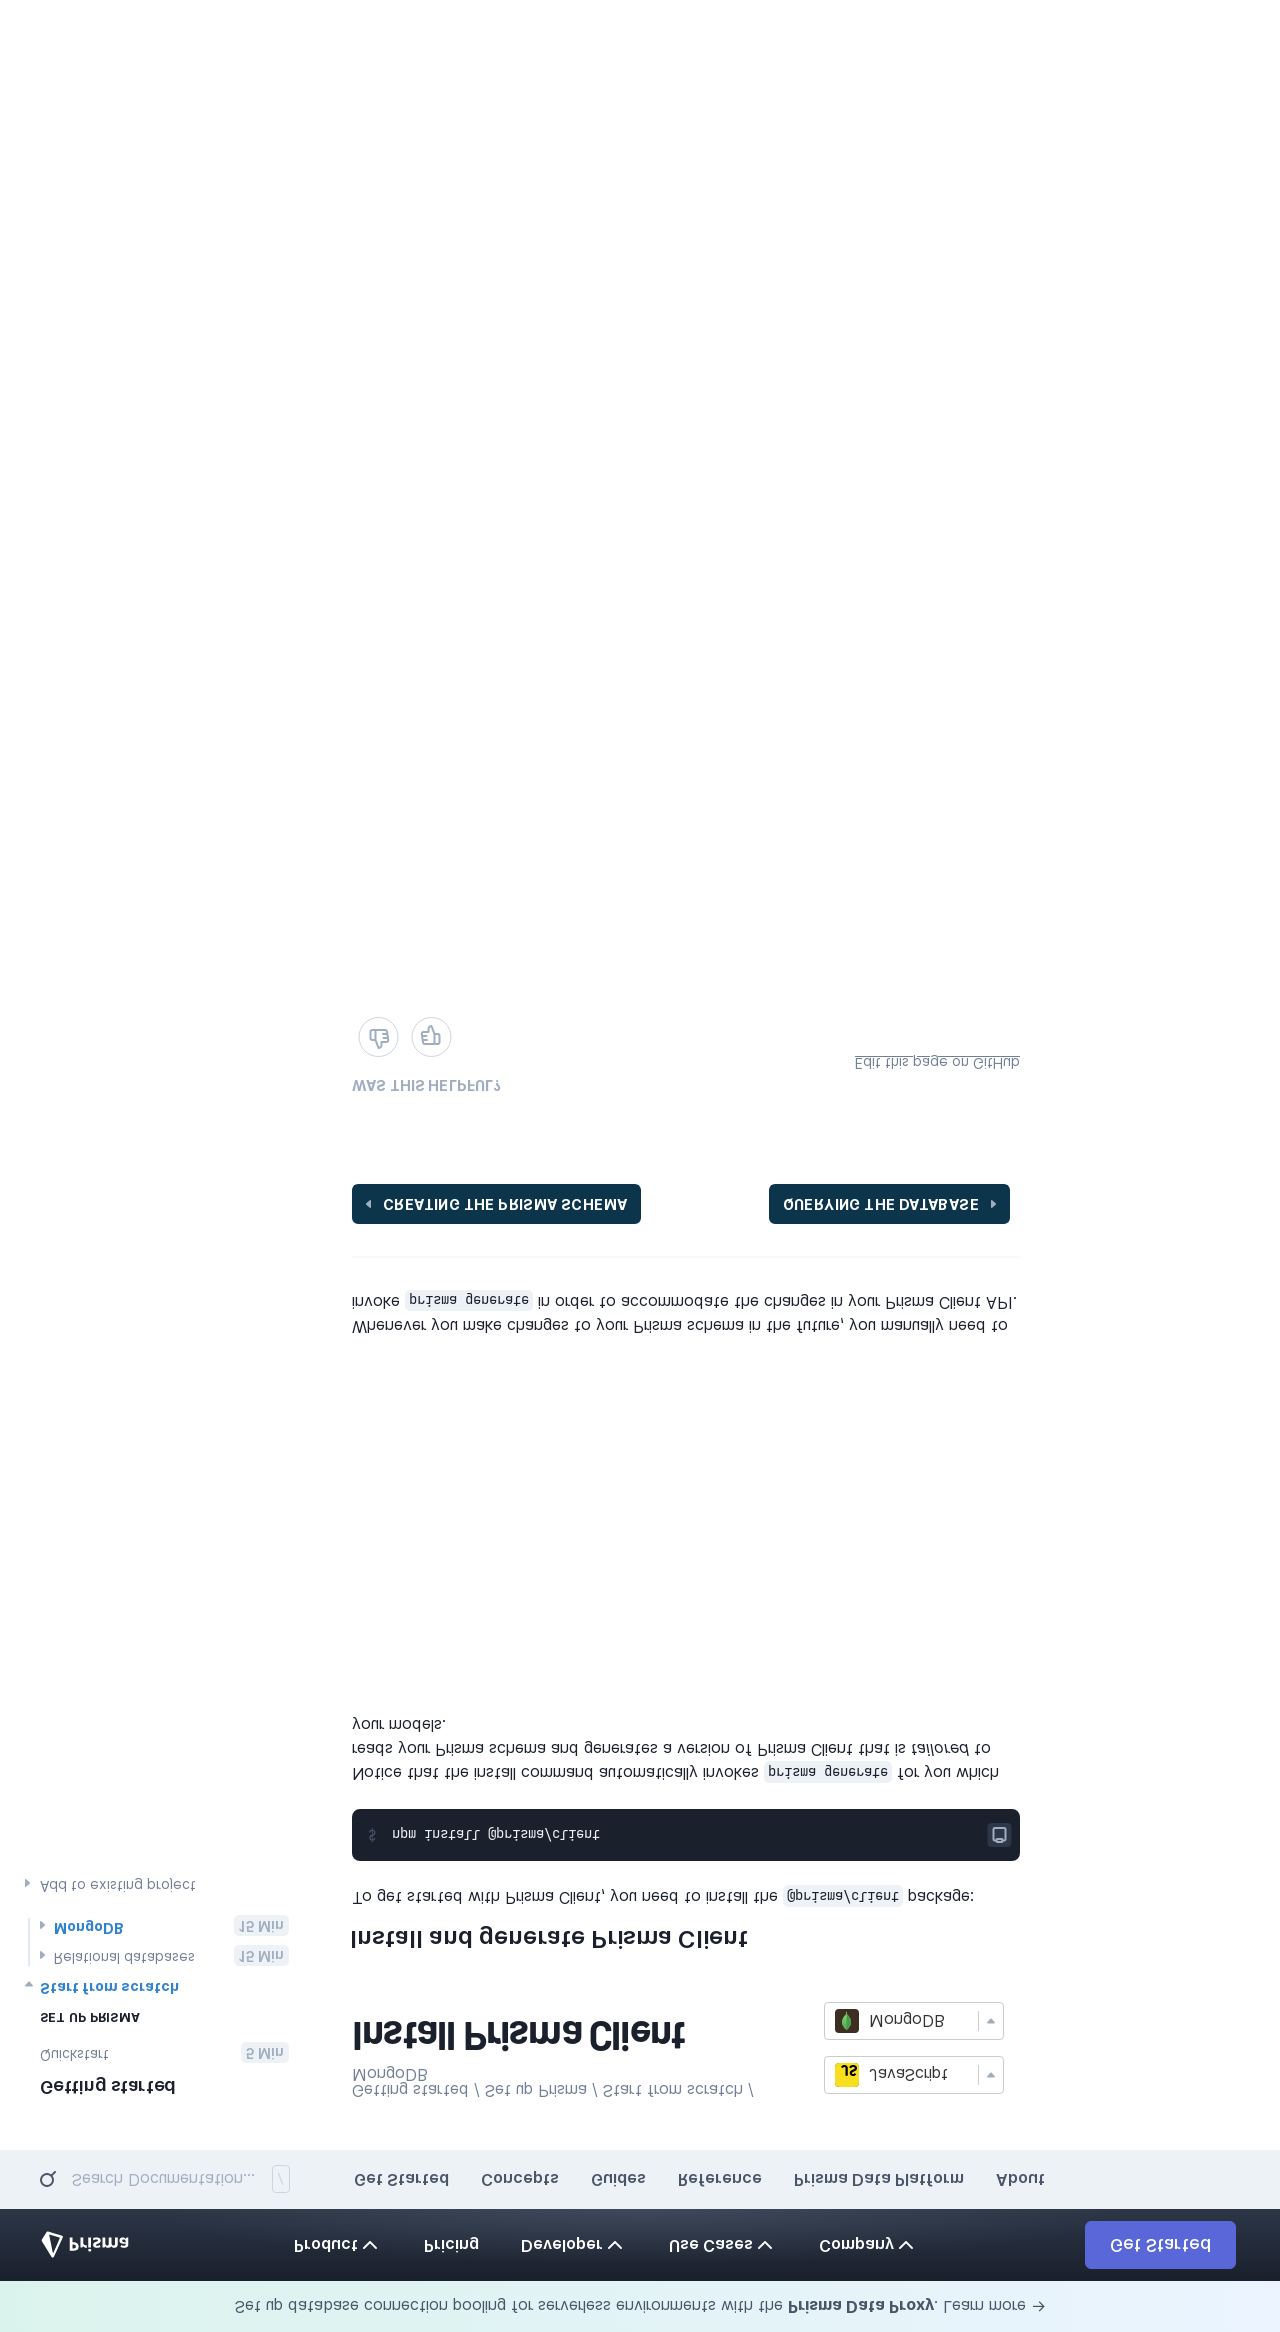 Set up database connection pooling for serverless environments with the Prisma Data Proxy. Learn more →
Prisma
Product
Pricing
Developer
Use Cases
Company
Get Started
Search Documentation... /
Get Started
Concepts
Guides
Reference
Prisma Data Platform
About
Getting started
Quickstart 5 Min
SET UP PRISMA
Start from scratch
Relational databases 15 Min
MongoDB 15 Min
Add to existing project
Getting started / Set up Prisma / Start from scratch /
MongoDB
JS JavaScript
MongoDB
Install Prisma Client
Install and generate Prisma Client
To get started with Prisma Client, you need to install the @prisma/client package:
$ npm install @prisma/client
Notice that the install command automatically invokes prisma generate for you which
reads your Prisma schema and generates a version of Prisma Client that is tailored to
your models.
Whenever you make changes to your Prisma schema in the future, you manually need to
invoke prisma generate in order to accommodate the changes in your Prisma Client API.
CREATING THE PRISMA SCHEMA
QUERYING THE DATABASE
WAS THIS HELPFUL?
Edit this page on GitHub